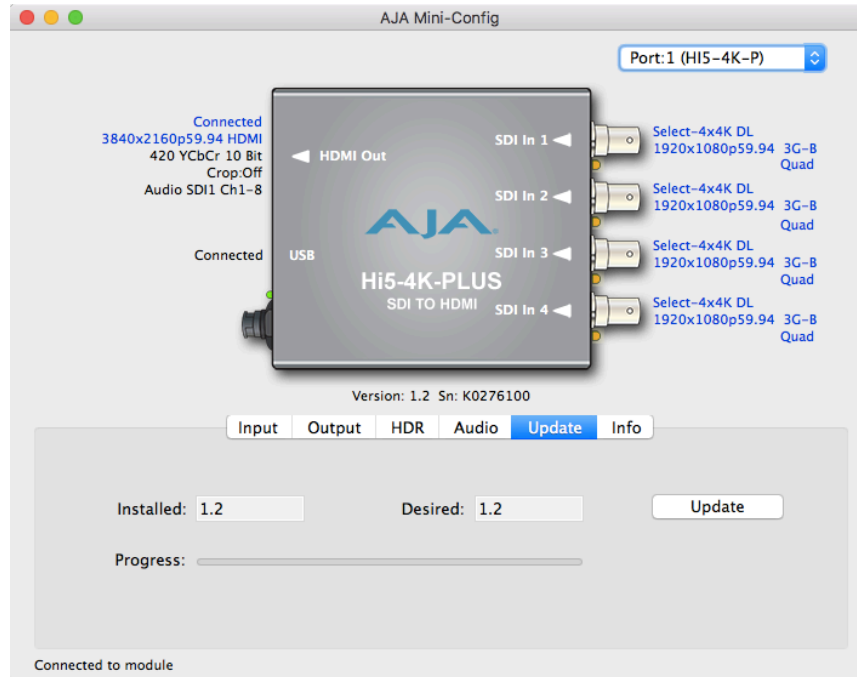 AJA Mini-Config
Port:1 (HI5-4K-P)
Connected
3840x2160p59.94 HDMI
420 YCbCr 10 Bit
Crop:Off
Audio SDI1 Ch1-8
Connected
HDMI Out
USB
SDI In 1
SDI In 2
SDI In 3
SDI In 4
AJA
Hi5-4K-PLUS
SDI TO HDMI
Select-4x4K DL
1920x1080p59.94 3G-B
Quad
Select-4x4K DL
1920x1080p59.94 3G-B
Quad
Select-4x4K DL
1920x1080p59.94 3G-B
Quad
Select-4x4K DL
1920x1080p59.94 3G-B
Quad
Version: 1.2 Sn: K0276100
Input Output HDR Audio Update Info
Installed: 1.2 Desired: 1.2 Update
Progress:
Connected to module